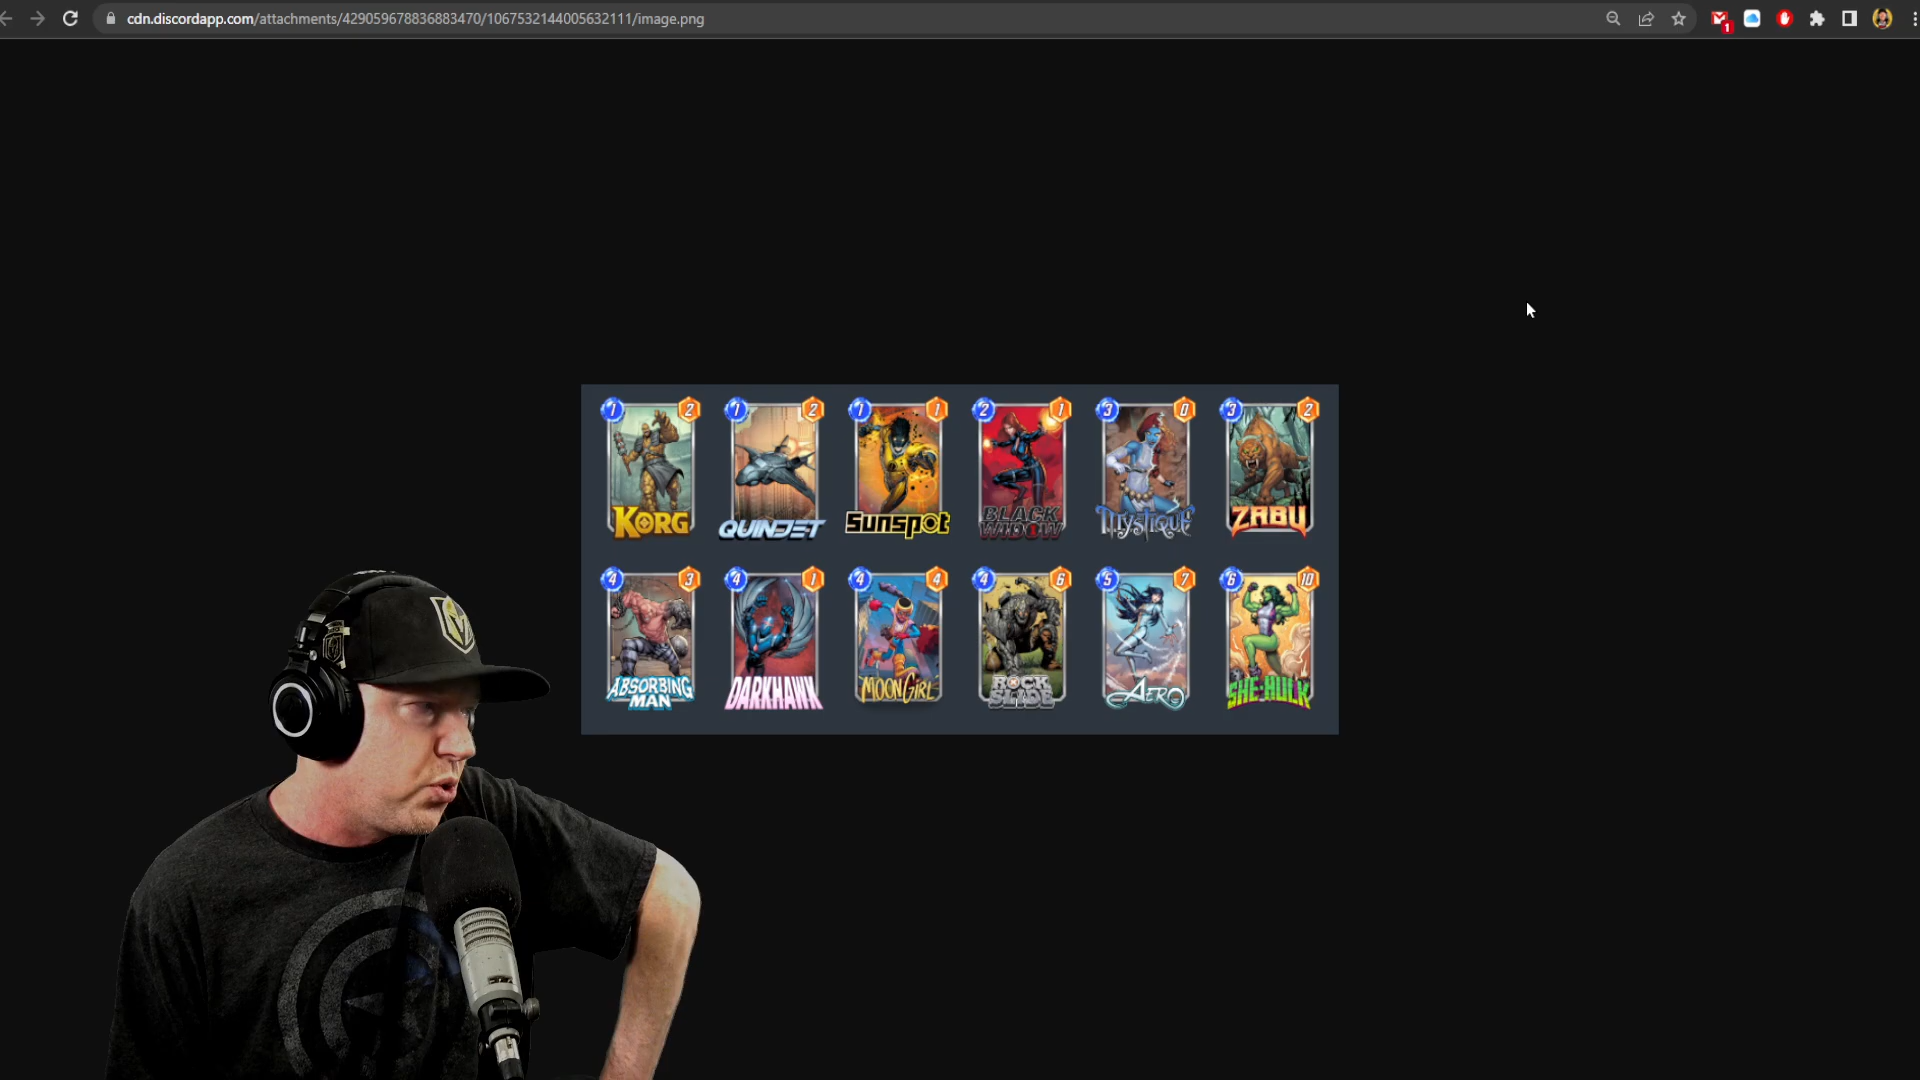 cdn.discordapp.com/attachments/429059678836883470/1067532144005632111/image.png
1
1 2 1 2 1 1 2 1 3 0 3 2
KORG QUINJET Sunspot BLACK WIDOW MYSTIQUE ZABU
4 3 4 1 4 4 4 6 5 7 6 10
ABSORBING MAN DARKHAWK MOON GIRL ROCK SLIDE AERO SHE-HULK